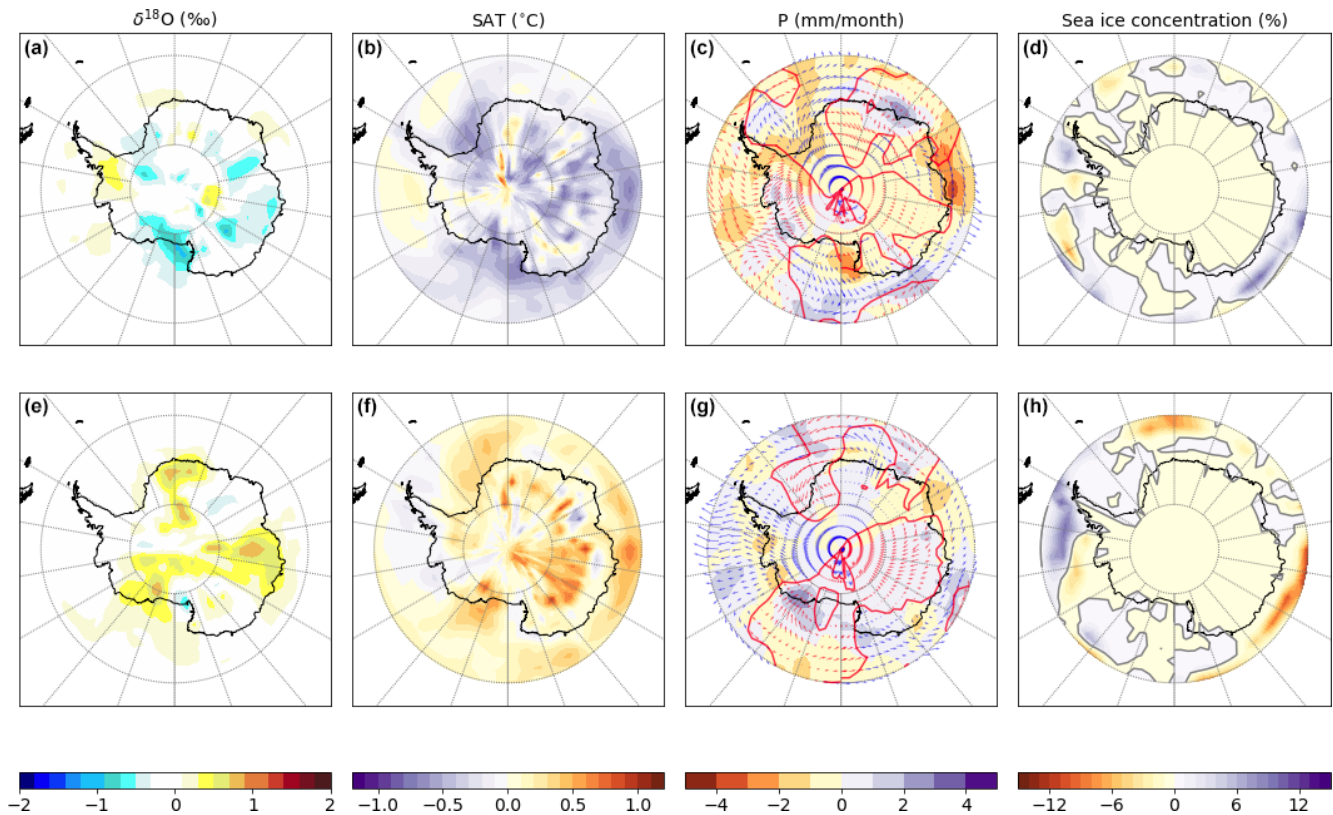 δ¹⁸O (‰) SAT (˚C) P (mm/month) Sea ice concentration (%)
(a) (b) (c) (d)
(e) (f) (g) (h)
−2 −1 0 1 2 −1.0 −0.5 0.0 0.5 1.0 −4 −2 0 2 4 −12 −6 0 6 12